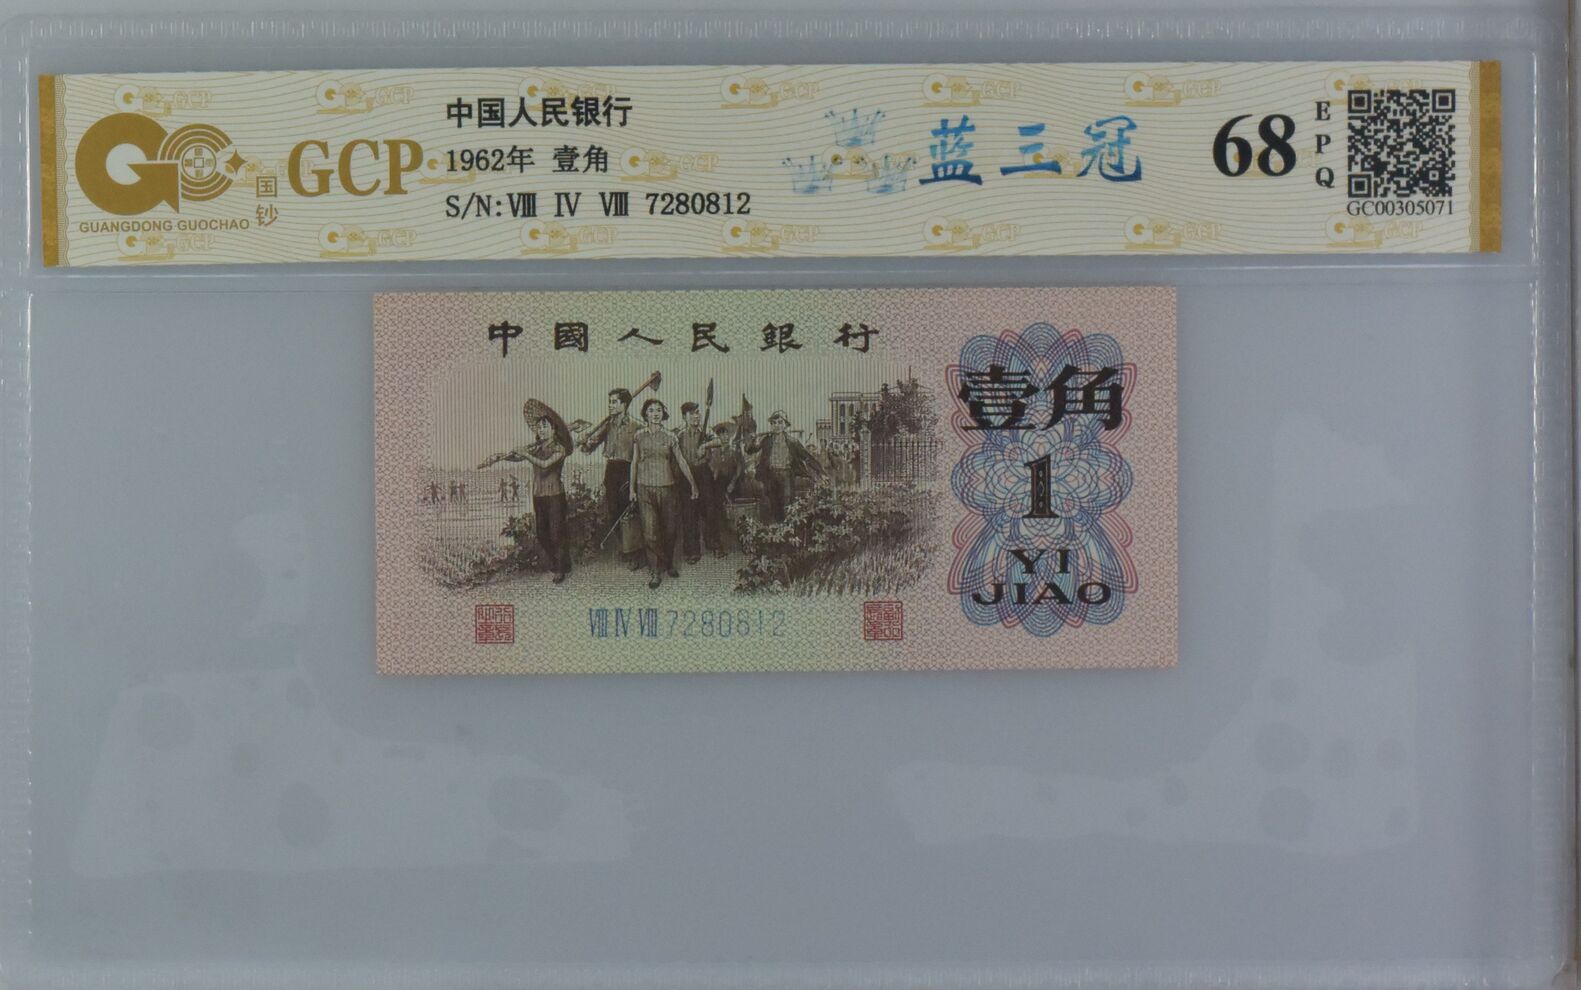 GCP
国钞
GUANGDONG GUOCHAO
中国人民银行
1962年 壹角
S/N:Ⅷ Ⅳ Ⅷ 7280812
蓝三冠
68
EPQ
GC00305071
中國人民銀行
壹角
1
YI
JIAO
Ⅷ Ⅳ Ⅷ 7280612